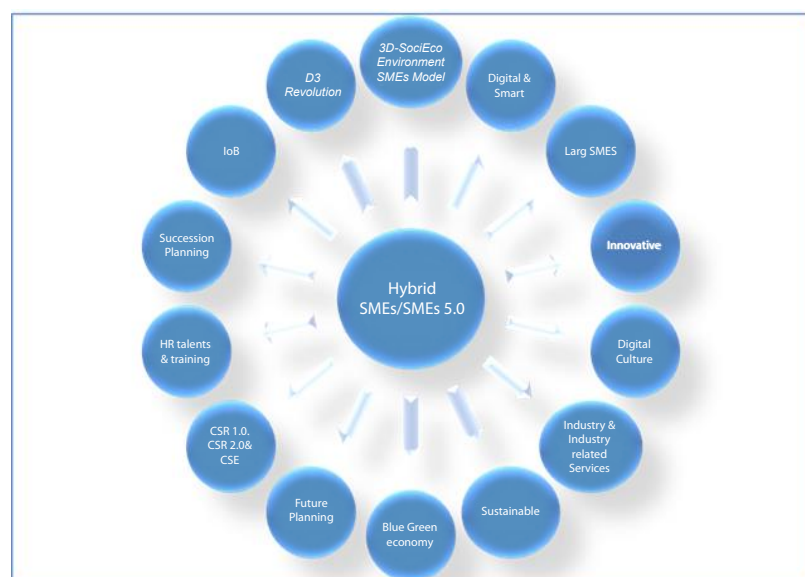 3D-SociEco
Environment
SMEs Model
Digital &
Smart
Larg SMES
Innovative
Digital
Culture
Industry &
Industry
related
Services
Sustainable
Blue Green
economy
Future
Planning
CSR 1.0.
CSR 2.0&
CSE
HR talents
& training
Succession
Planning
IoB
D3
Revolution
Hybrid
SMEs/SMEs 5.0